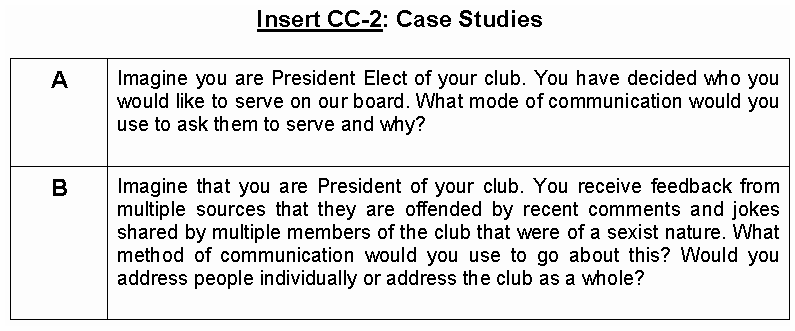 Insert CC-2: Case Studies
A
Imagine you are President Elect of your club. You have decided who you
would like to serve on our board. What mode of communication would you
use to ask them to serve and why?
B
Imagine that you are President of your club. You receive feedback from
multiple sources that they are offended by recent comments and jokes
shared by multiple members of the club that were of a sexist nature. What
method of communication would you use to go about this? Would you
address people individually or address the club as a whole?